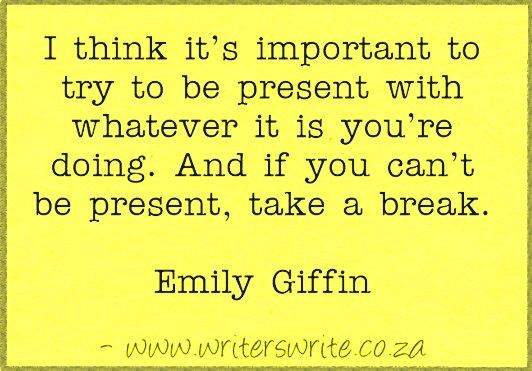 I think it's important to
try to be present with
whatever it is you're
doing. And if you can't
be present, take a break.
Emily Giffin
- www.writerswrite.co.za